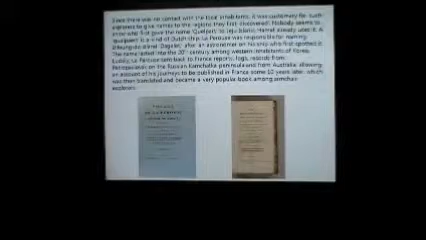 Since there was no contact with the local inhabitants, it was customary for such
explorers to give names to the regions they first 'discovered'. Nobody seems to
know who first gave the name 'Quelpart' to Jeju Island; Hamel already uses it. A
'quelpaert' is a kind of Dutch ship. La Perouse was responsible for naming
Ulleung-do island 'Dagelet' after an astronomer on his ship who first spotted it.
The name lasted into the 20th century among western inhabitants of Korea.
Luckily, La Perouse sent back to France reports, logs, records from
Petropavlovsk on the Russian Kamchatka peninsula and from Australia, allowing
an account of his journeys to be published in France some 10 years later, which
was then translated and became a very popular book among armchair
explorers.